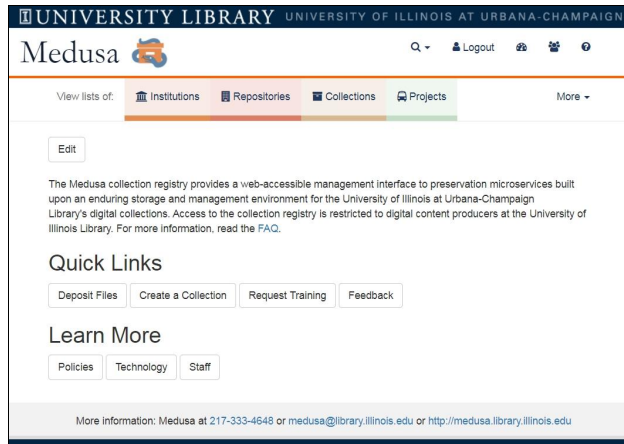 I UNIVERSITY LIBRARY UNIVERSITY OF ILLINOIS AT URBANA-CHAMPAIGN
Medusa Logout
View lists of: Institutions Repositories Collections Projects More
Edit
The Medusa collection registry provides a web-accessible management interface to preservation microservices built
upon an enduring storage and management environment for the University of Illinois at Urbana-Champaign
Library's digital collections. Access to the collection registry is restricted to digital content producers at the University of
Illinois Library. For more information, read the FAQ.
Quick Links
Deposit Files Create a Collection Request Training Feedback
Learn More
Policies Technology Staff
More information: Medusa at 217-333-4648 or medusa@library.illinois.edu or http://medusa.library.illinois.edu